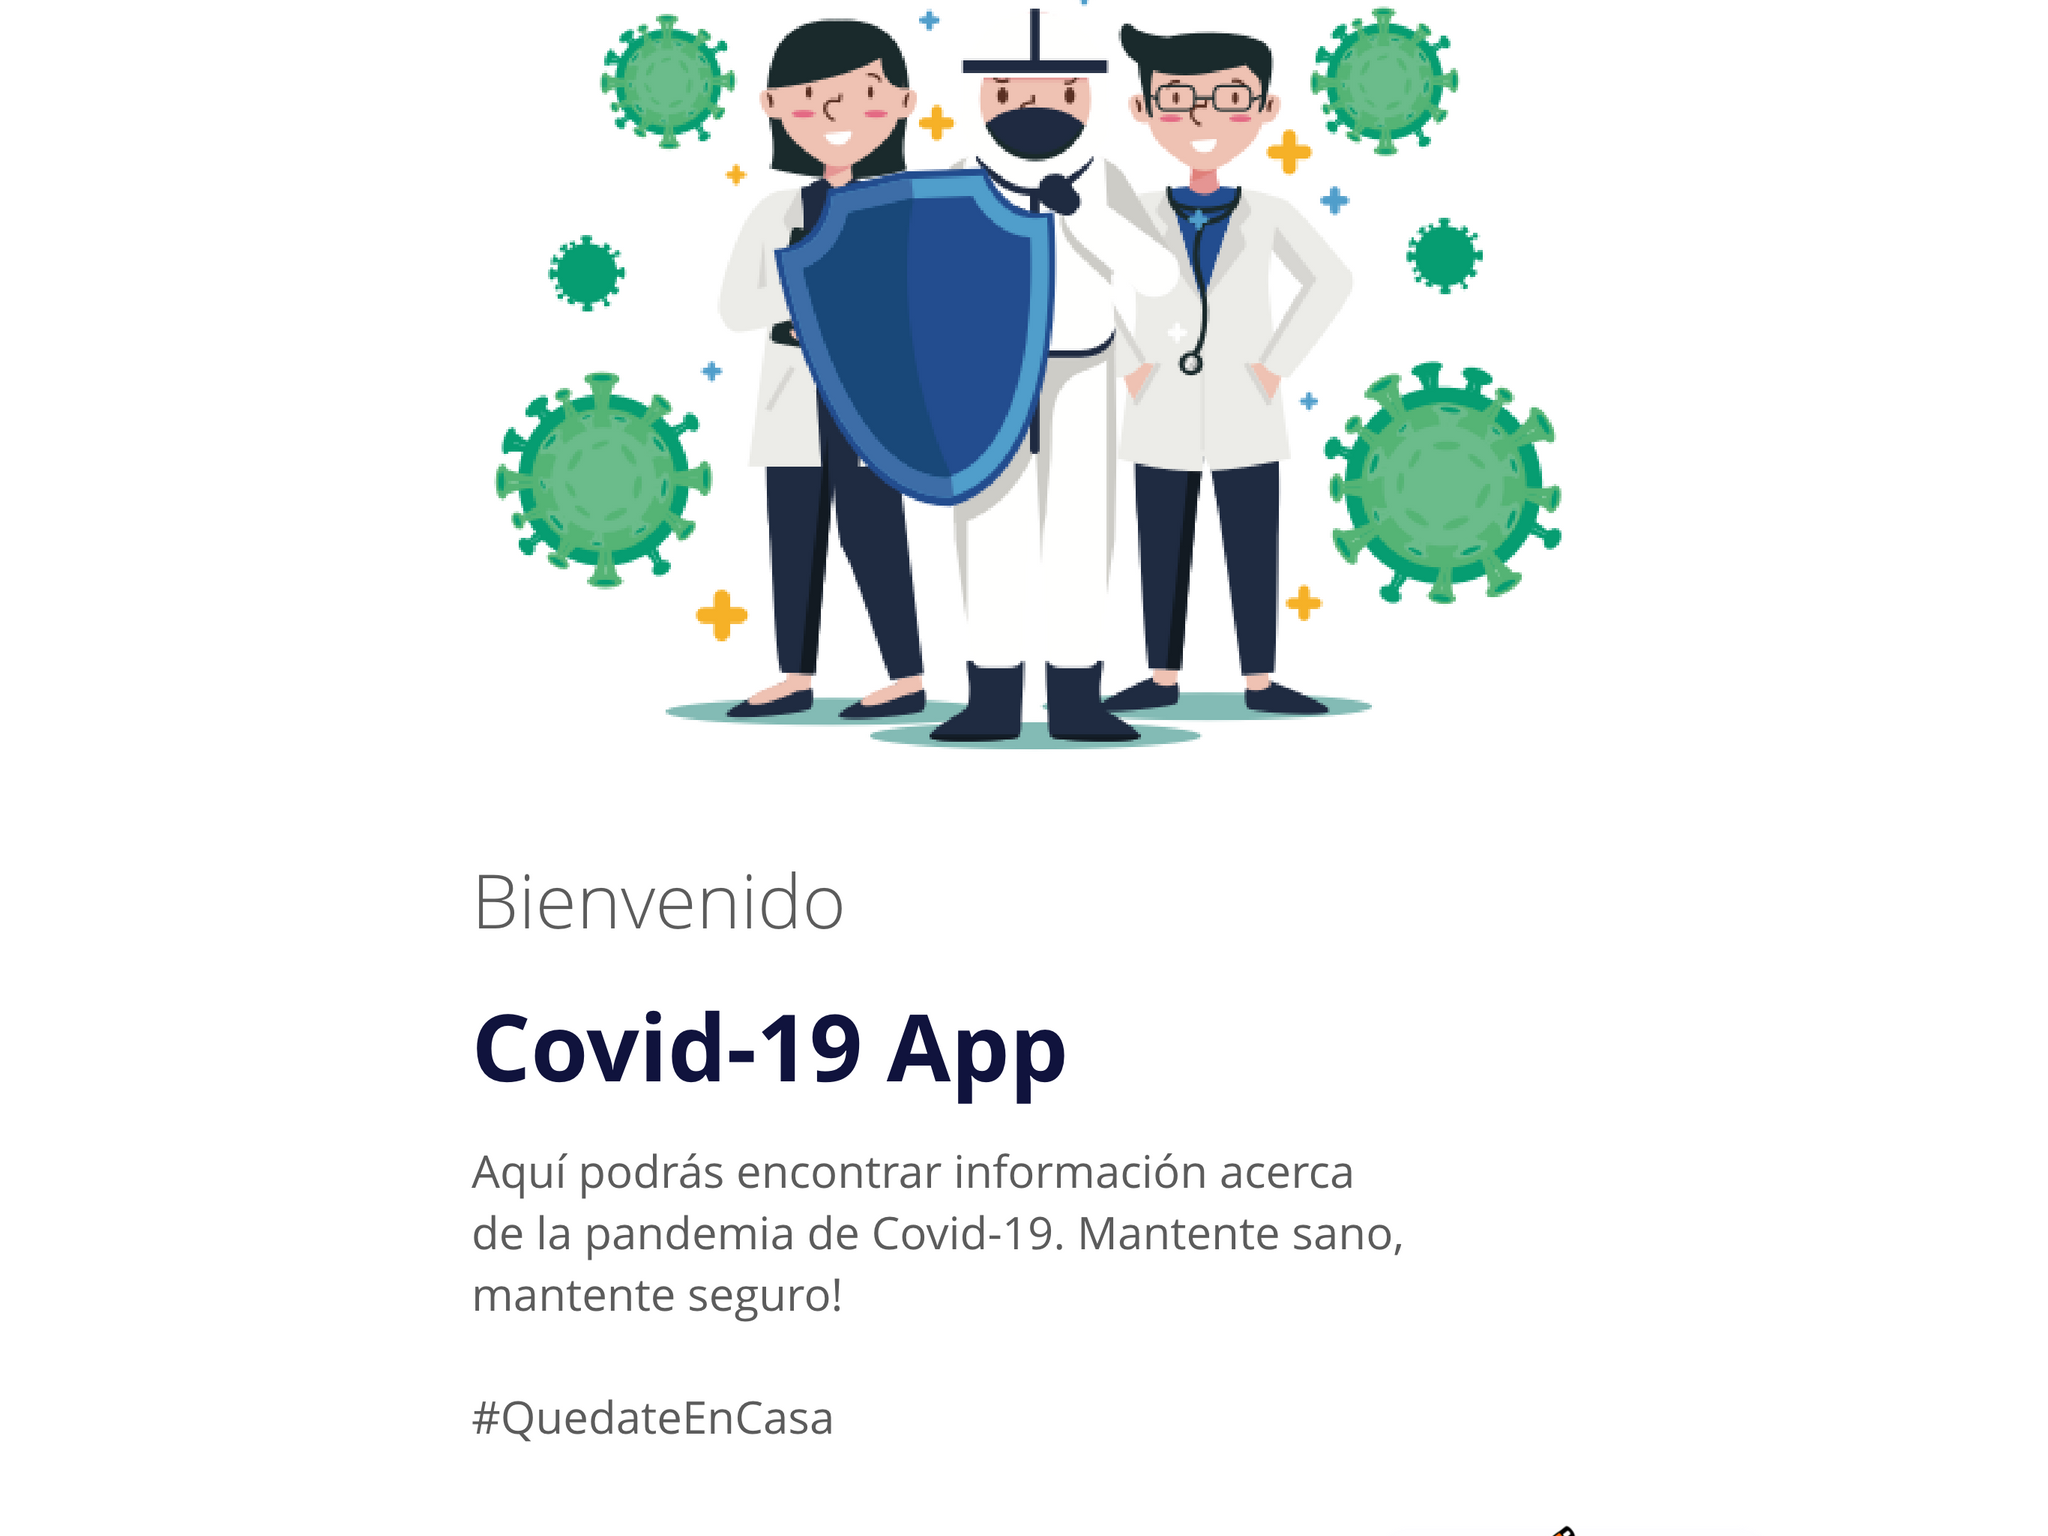 Bienvenido
Covid-19 App
Aquí podrás encontrar información acerca
de la pandemia de Covid-19. Mantente sano,
mantente seguro!
#QuedateEnCasa